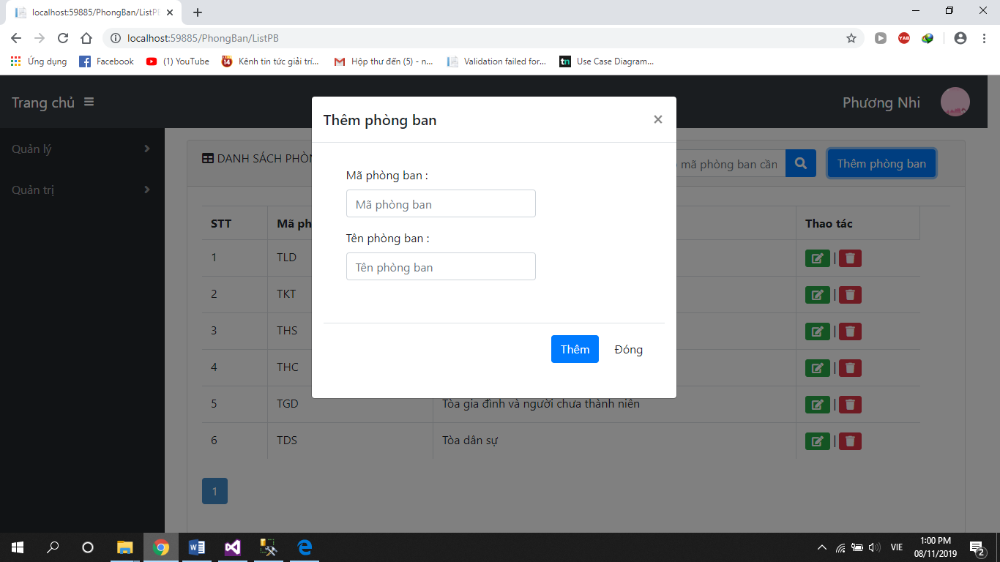 localhost:59885/PhongBan/ListPB
localhost:59885/PhongBan/ListPB
Ứng dụng
Facebook
(1) YouTube
Kênh tin tức giải trí...
Hộp thư đến (5) - n...
Validation failed for...
tn Use Case Diagram...
Trang chủ
Phương Nhi
Quản lý
Quản trị
DANH SÁCH PHÒN
mã phòng ban cần
Thêm phòng ban
Thêm phòng ban
×
Mã phòng ban :
Mã phòng ban
Tên phòng ban :
Tên phòng ban
Thêm
Đóng
STT
Mã ph
Thao tác
1
TLD
|
2
TKT
|
3
THS
|
4
THC
|
5
TGD
Tòa gia đình và người chưa thành niên
|
6
TDS
Tòa dân sự
|
1
VIE
1:00 PM
08/11/2019
2